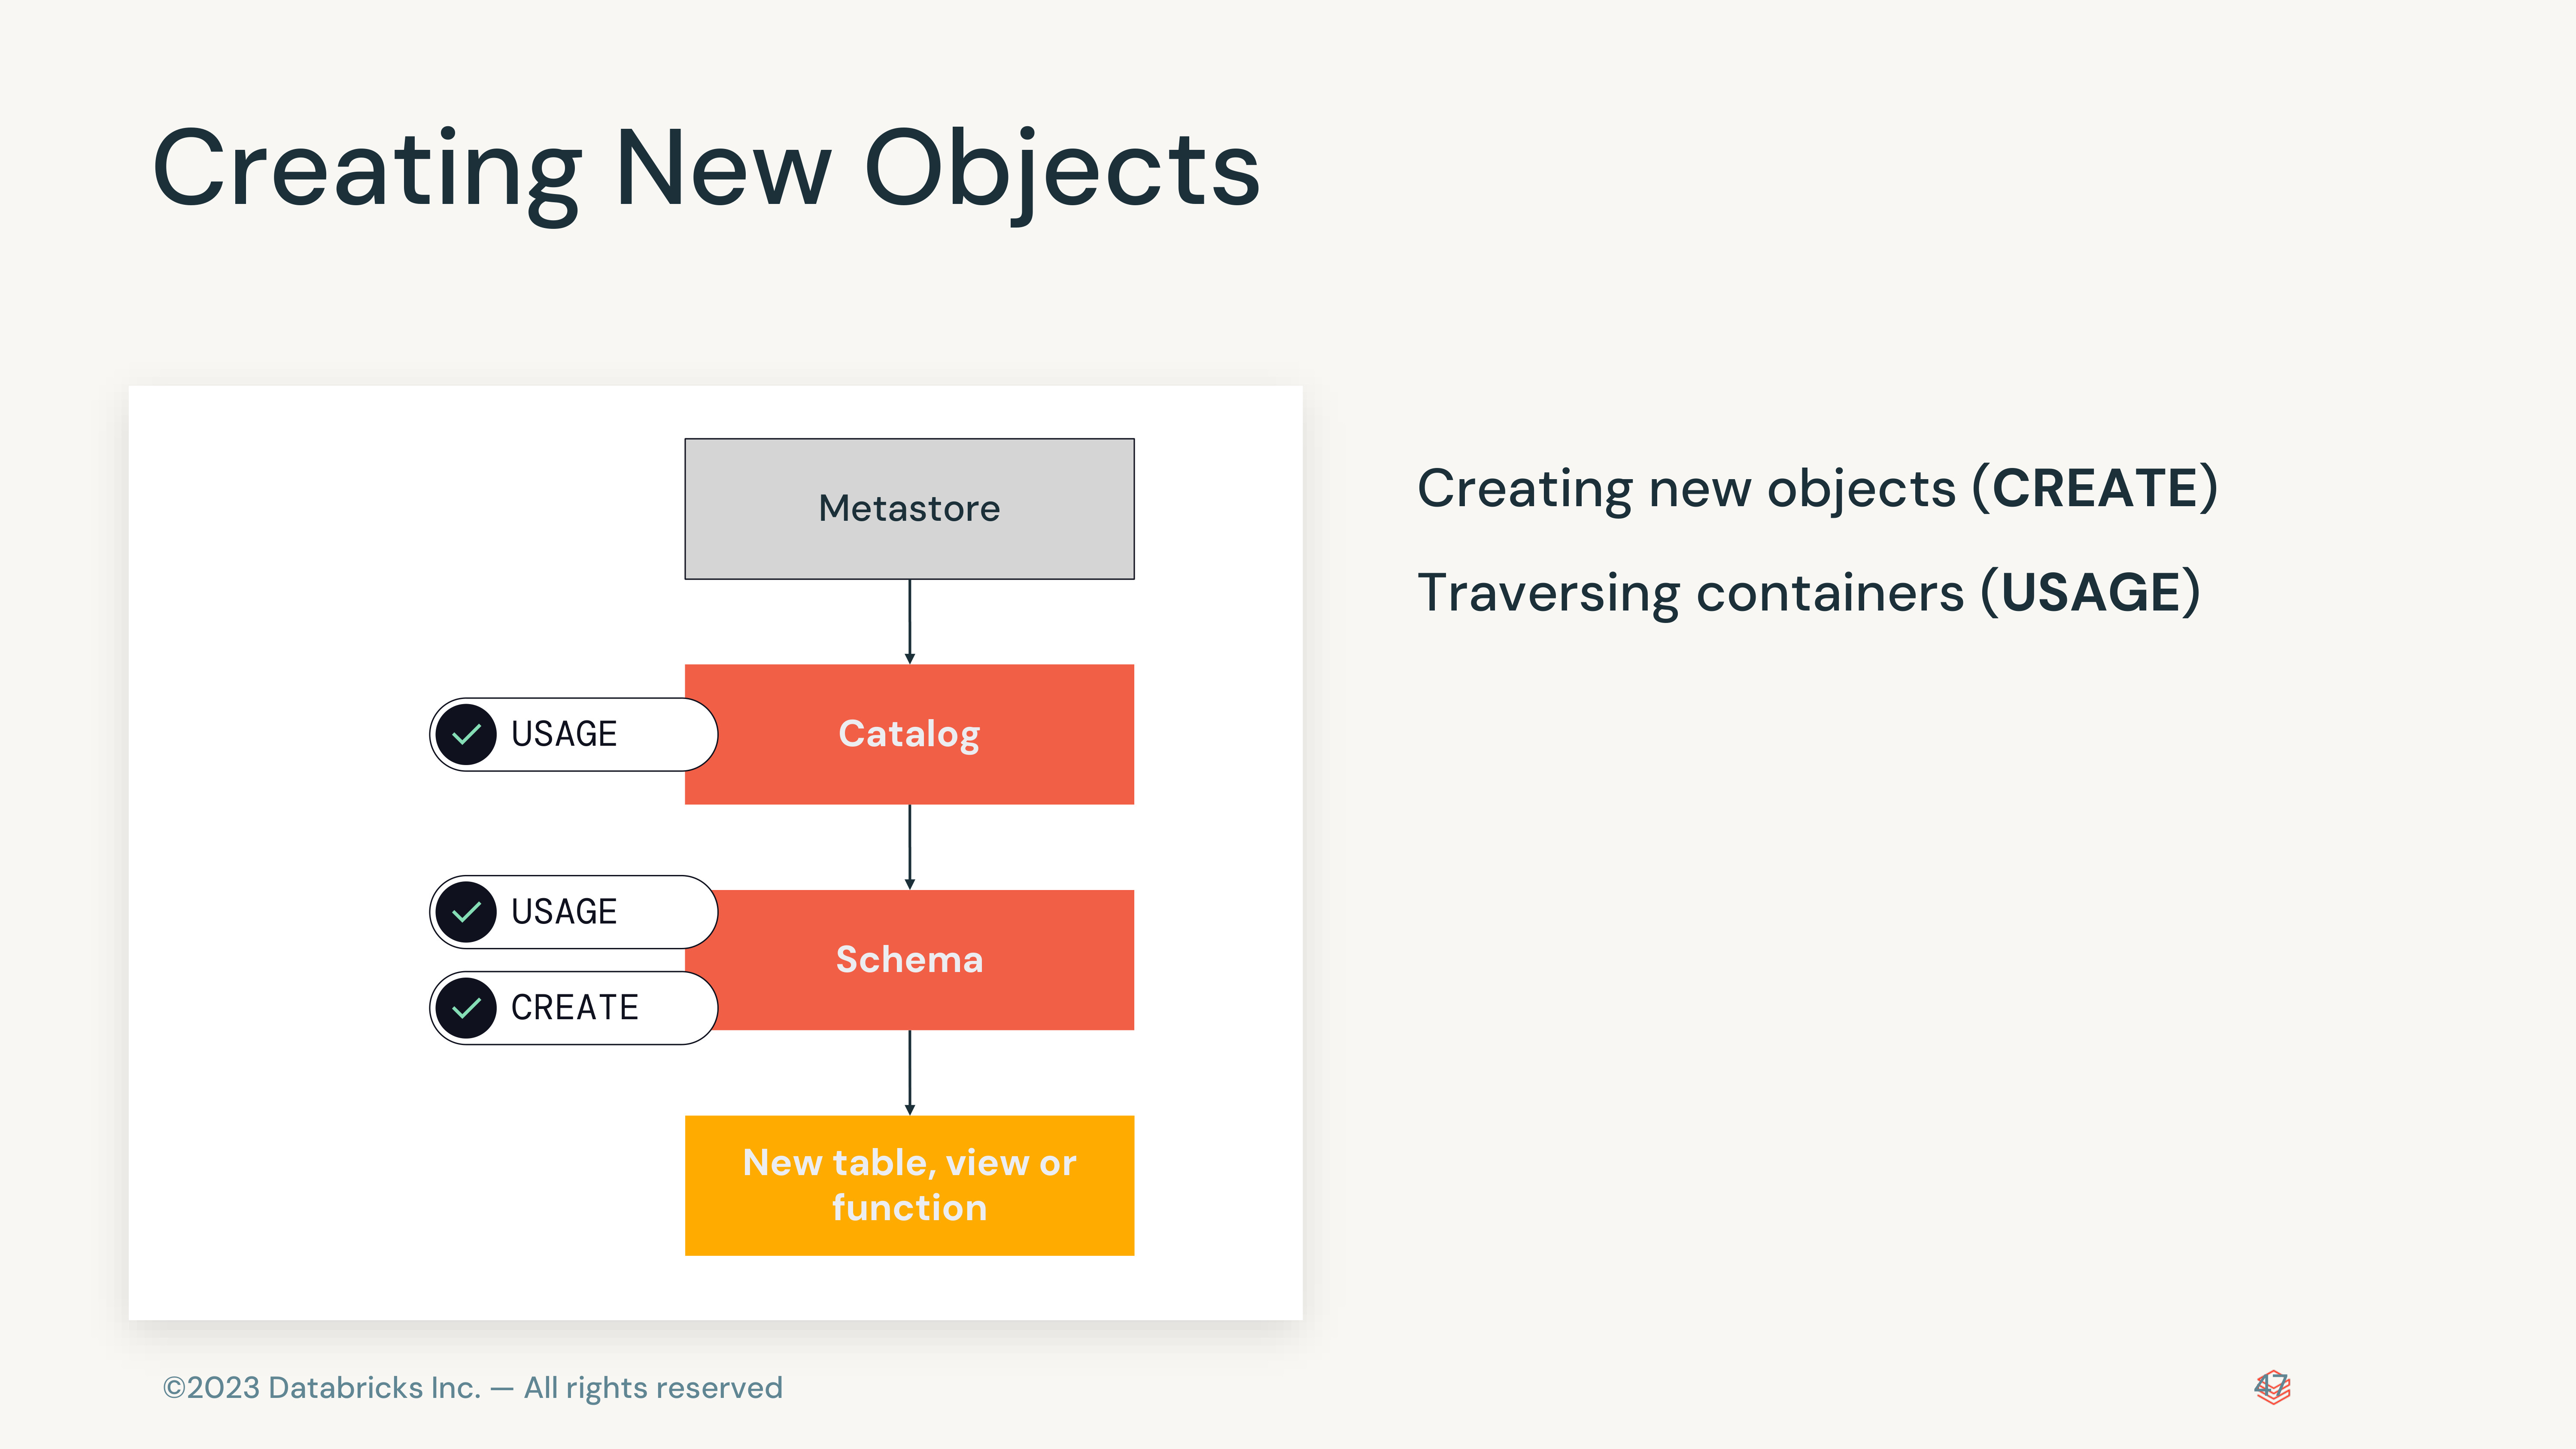 Creating New Objects
Metastore
Catalog
USAGE
Schema
USAGE
CREATE
New table, view or
function
Creating new objects (CREATE)
Traversing containers (USAGE)
©2023 Databricks Inc. — All rights reserved
47